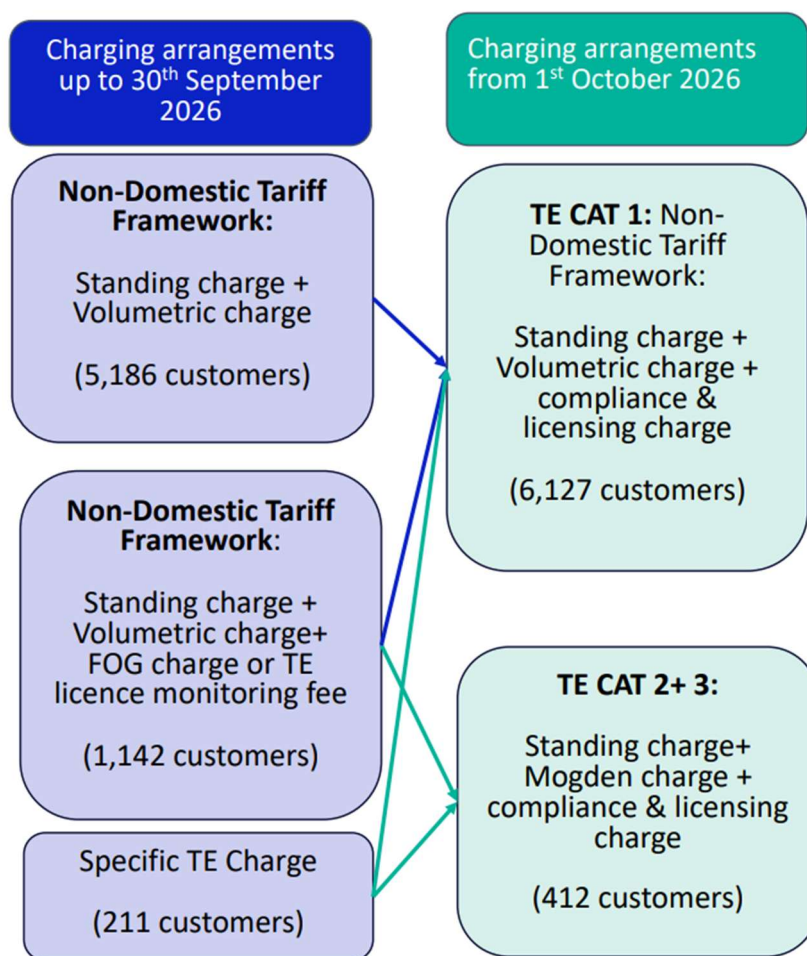 Charging arrangements
up to 30th September
2026
Charging arrangements
from 1st October 2026
Non-Domestic Tariff
Framework:
Standing charge +
Volumetric charge
(5,186 customers)
TE CAT 1: Non-
Domestic Tariff
Framework:
Standing charge +
Volumetric charge +
compliance &
licensing charge
(6,127 customers)
Non-Domestic Tariff
Framework:
Standing charge +
Volumetric charge+
FOG charge or TE
licence monitoring fee
(1,142 customers)
TE CAT 2+ 3:
Standing charge+
Mogden charge +
compliance & licensing
charge
(412 customers)
Specific TE Charge
(211 customers)